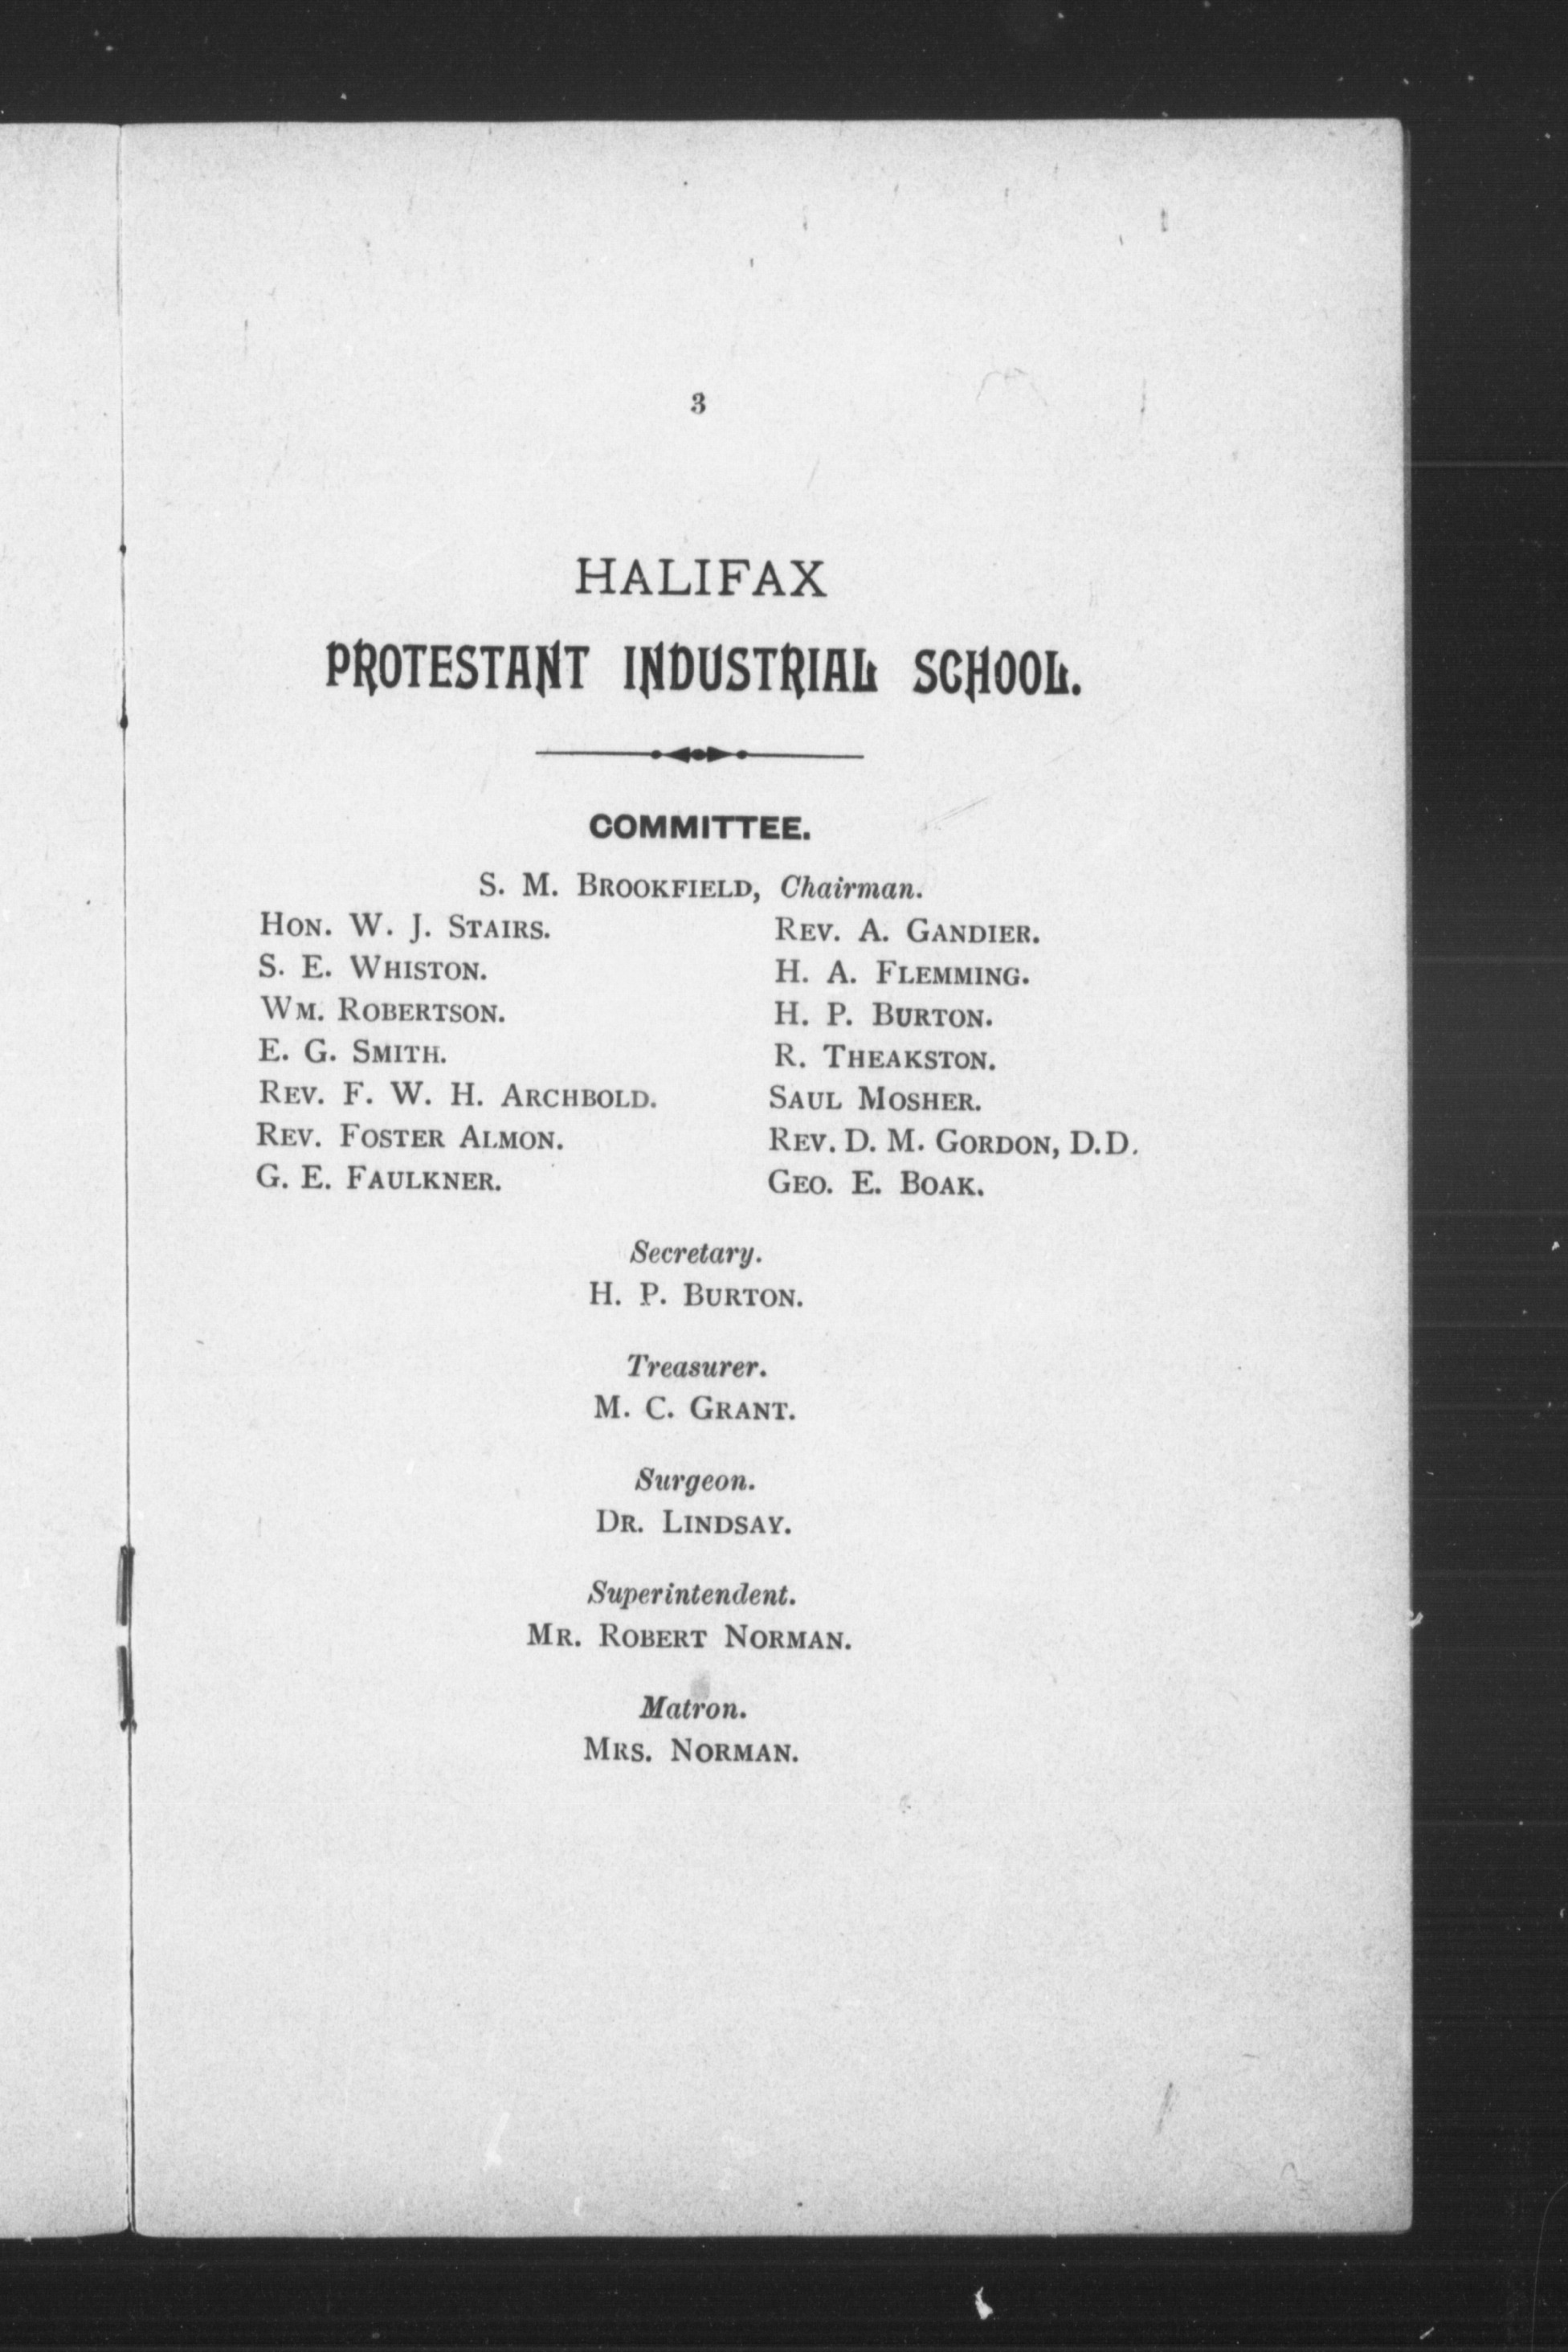 3
HALIFAX
PROTESTANT INDUSTRIAL SCHOOL.
COMMITTEE.
S. M. BROOKFIELD, Chairman.
HON. W. J. STAIRS.
S. E. WHISTON.
WM. ROBERTSON.
E. G. SMITH.
REV. F. W. H. ARCHBOLD.
REV. FOSTER ALMON.
G. E. FAULKNER.
REV. A. GANDIER.
H. A. FLEMMING.
H. P. BURTON.
R. THEAKSTON.
SAUL MOSHER.
REV. D. M. GORDON, D.D.
GEO. E. BOAK.
Secretary.
H. P. BURTON.
Treasurer.
M. C. GRANT.
Surgeon.
DR. LINDSAY.
Superintendent.
MR. ROBERT NORMAN.
Matron.
MRS. NORMAN.